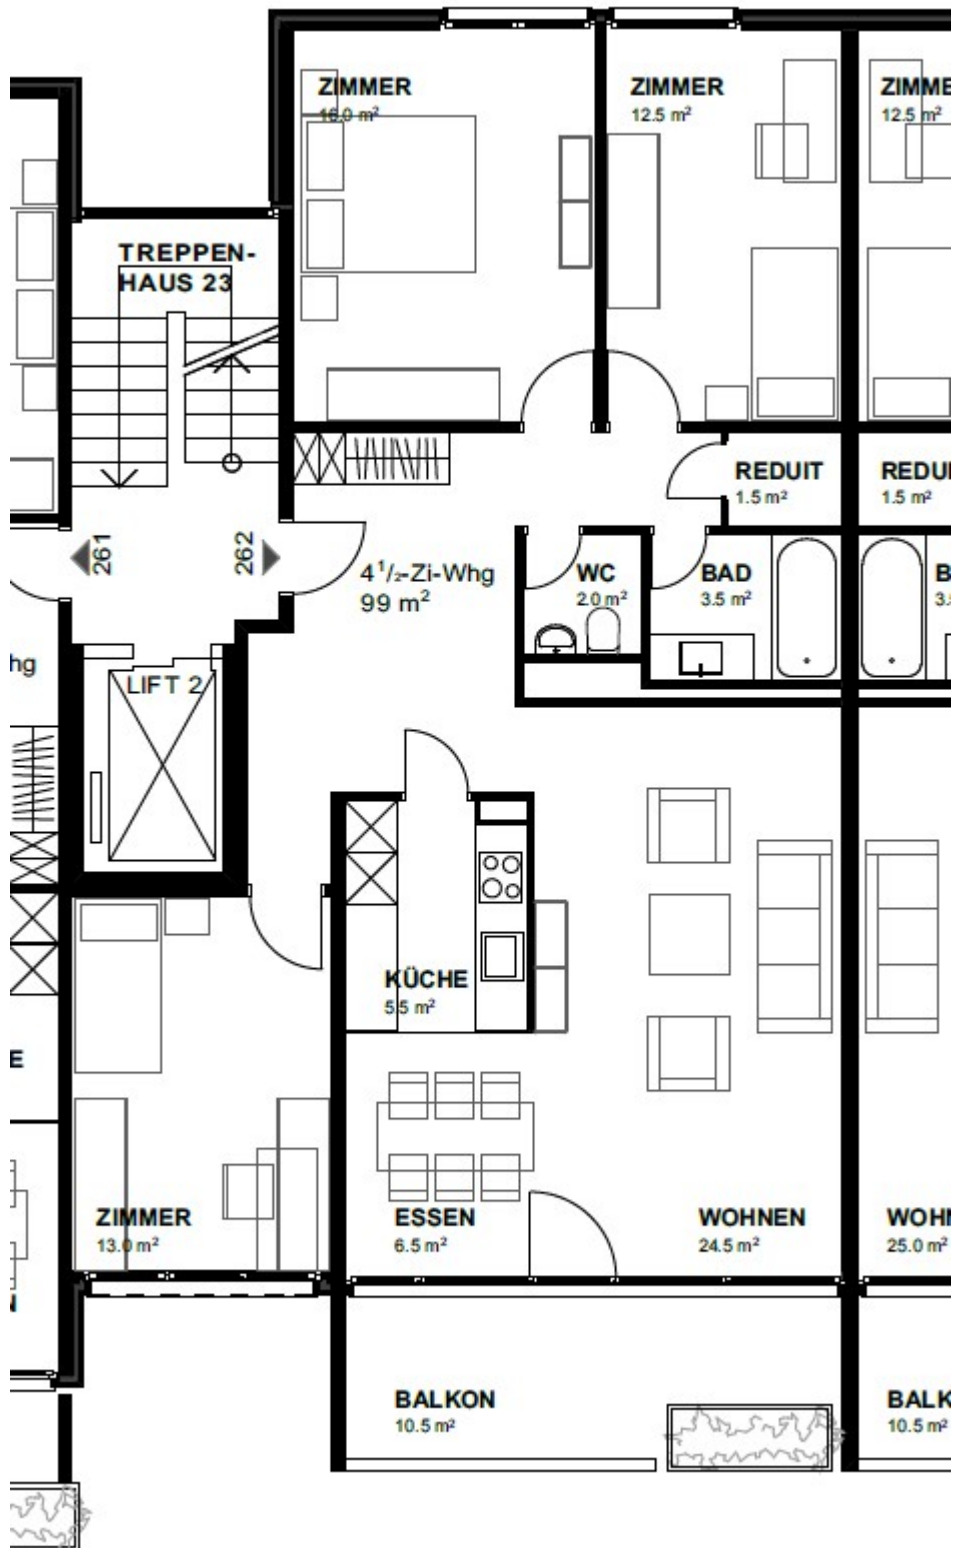 ZIMMER
16.0 m²
ZIMMER
12.5 m²
12.5 m²
TREPPEN-
HAUS 23
REDUIT
1.5 m²
1.5 m²
261
262
4 1/2-Zi-Whg
99 m²
WC
2.0 m²
BAD
3.5 m²
LIFT 2
KÜCHE
5.5 m²
ZIMMER
13.0 m²
ESSEN
6.5 m²
WOHNEN
24.5 m²
25.0 m²
BALKON
10.5 m²
10.5 m²